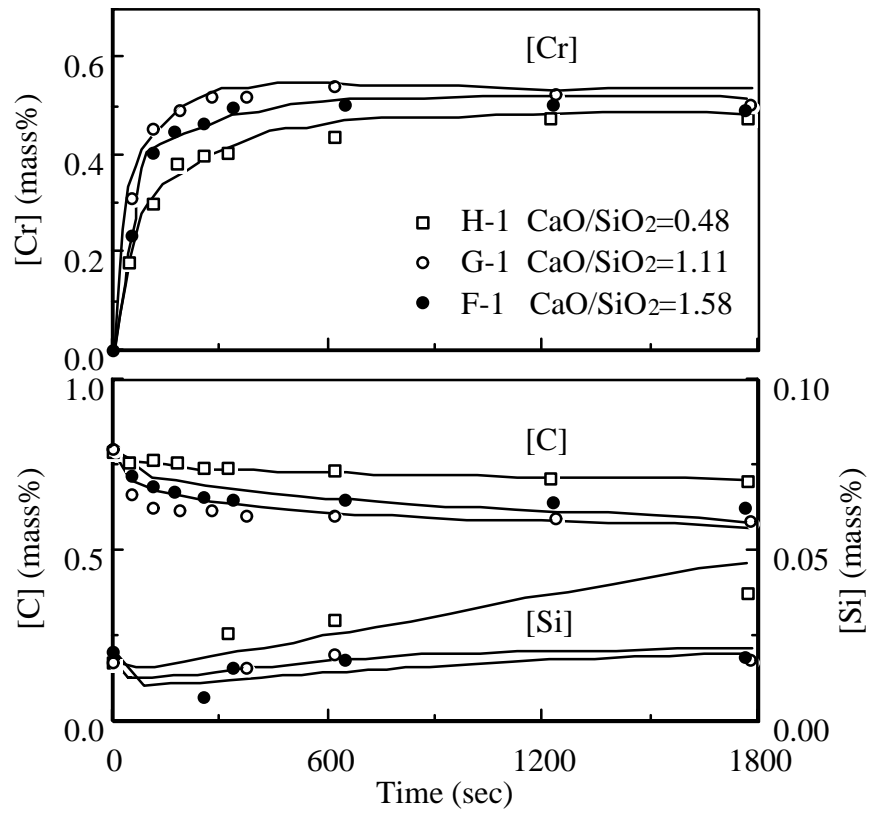 [Cr]
0.6
0.4
0.2
0.0
[Cr] (mass%)
H-1 CaO/SiO2=0.48
G-1 CaO/SiO2=1.11
F-1 CaO/SiO2=1.58
1.0
0.5
0.0
[C] (mass%)
[C]
[Si]
0.10
0.05
0.00
[Si] (mass%)
0 600 1200 1800
Time (sec)